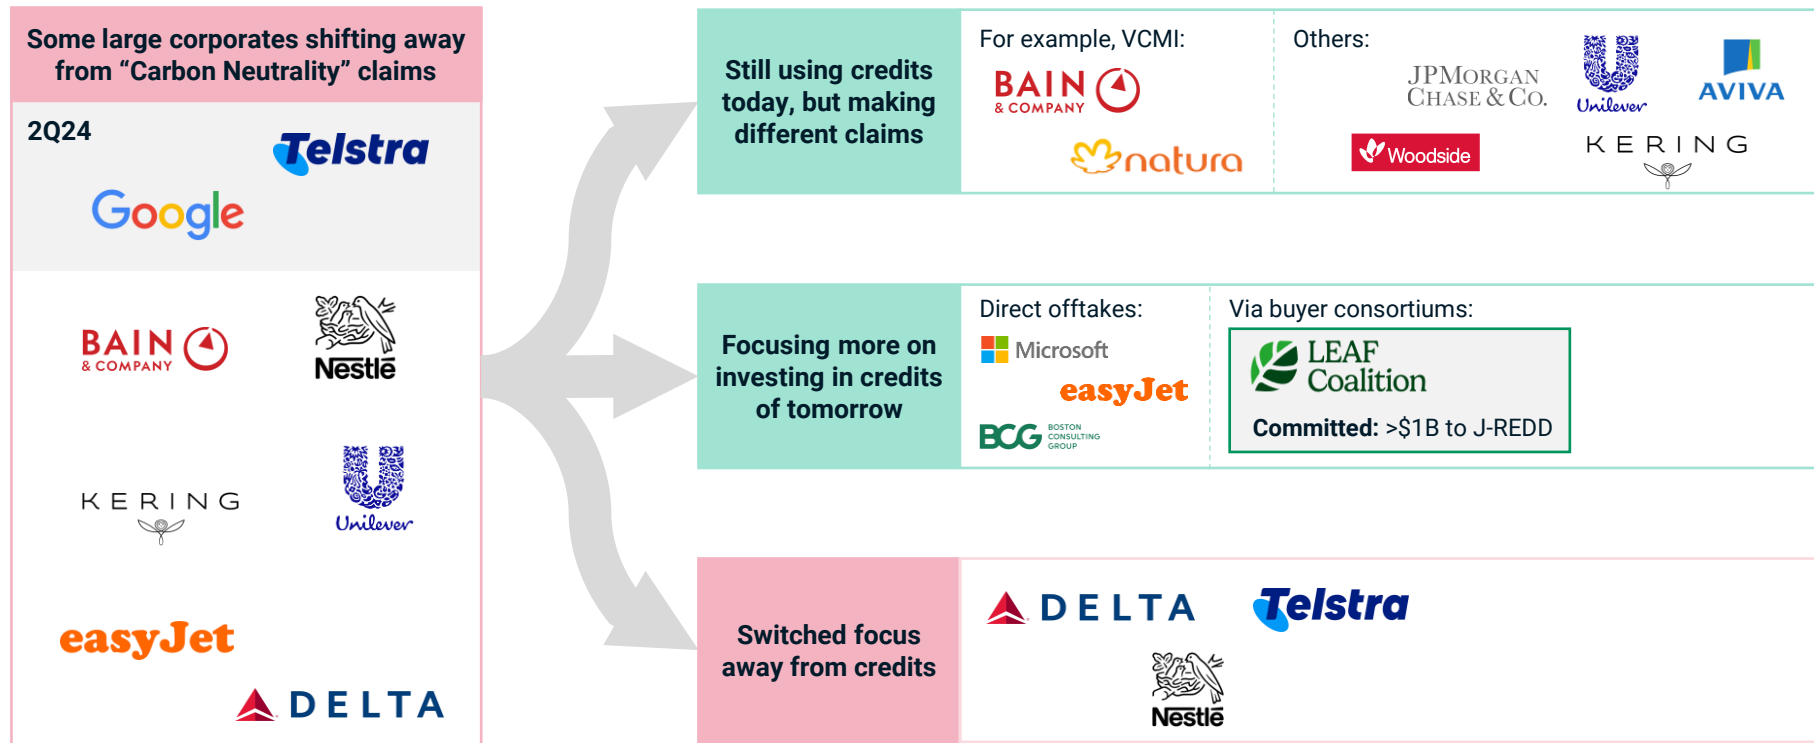 Some large corporates shifting away
from “Carbon Neutrality” claims
2Q24
Telstra
Google
BAIN
& COMPANY
Nestlé
KERING
Unilever
easyJet
DELTA
Still using credits
today, but making
different claims
For example, VCMI:
BAIN
& COMPANY
natura
Others:
JPMORGAN
CHASE & CO.
Unilever
AVIVA
Woodside
KERING
Focusing more on
investing in credits
of tomorrow
Direct offtakes:
Microsoft
easyJet
BCG
BOSTON
CONSULTING
GROUP
Via buyer consortiums:
LEAF
Coalition
Committed: >$1B to J-REDD
Switched focus
away from credits
DELTA
Telstra
Nestlé